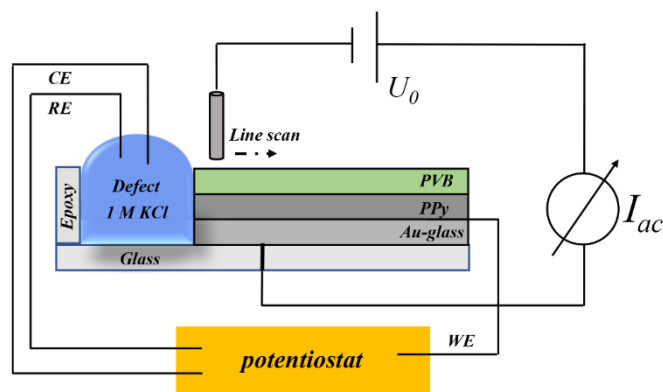 CE
RE
U0
Line scan
Epoxy
Defect
1 M KCl
PVB
PPy
Au-glass
Glass
Iac
WE
potentiostat